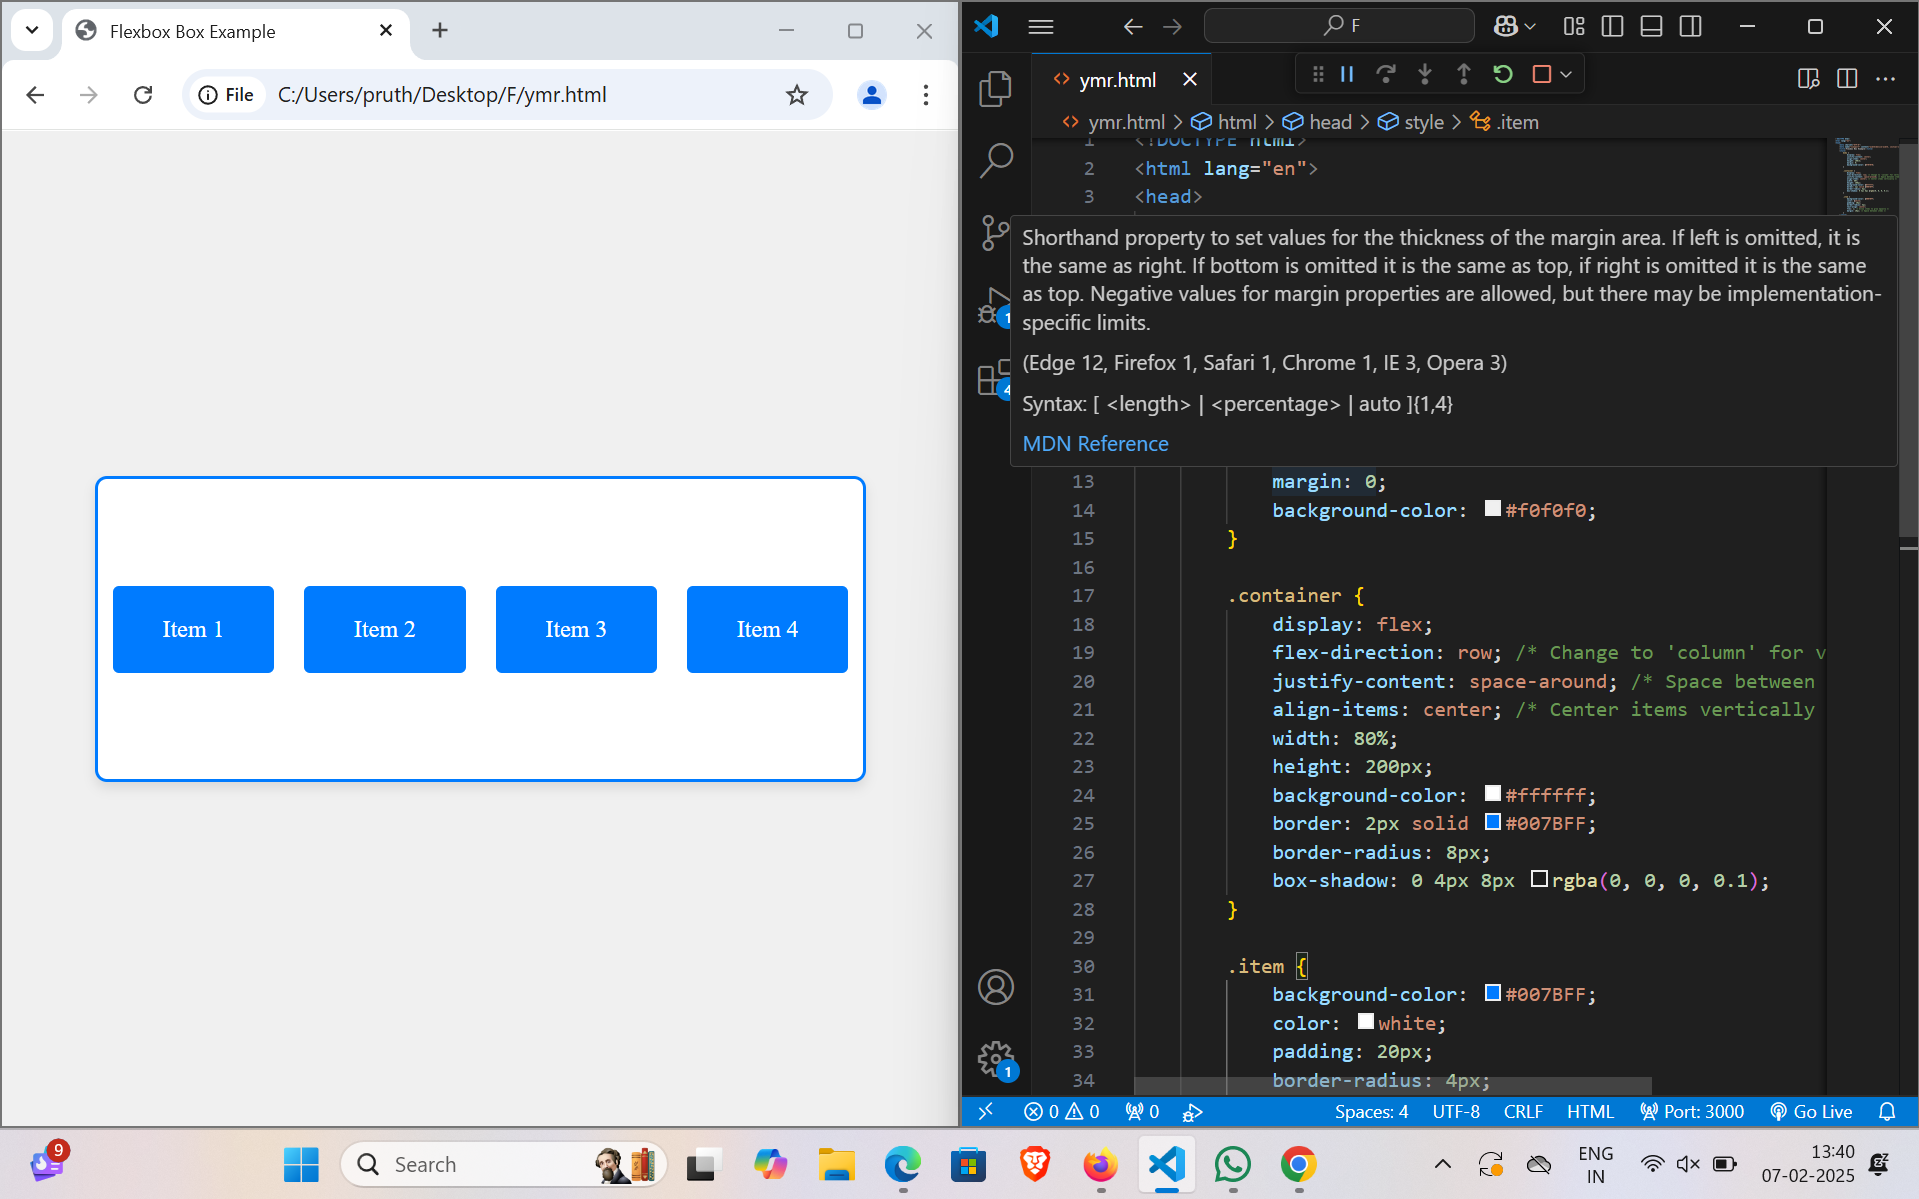 Flexbox Box Example
File
C:/Users/pruth/Desktop/F/ymr.html
Item 1
Item 2
Item 3
Item 4
F
ymr.html
ymr.html > html > head > style > .item
1 <!DOCTYPE html>
2 <html lang="en">
3 <head>
Shorthand property to set values for the thickness of the margin area. If left is omitted, it is
the same as right. If bottom is omitted it is the same as top, if right is omitted it is the same
as top. Negative values for margin properties are allowed, but there may be implementation-
specific limits.
(Edge 12, Firefox 1, Safari 1, Chrome 1, IE 3, Opera 3)
Syntax: [ <length> | <percentage> | auto ]{1,4}
MDN Reference
1
4
13 margin: 0;
14 background-color: #f0f0f0;
15 }
16
17 .container {
18 display: flex;
19 flex-direction: row; /* Change to 'column' for v
20 justify-content: space-around; /* Space between
21 align-items: center; /* Center items vertically
22 width: 80%;
23 height: 200px;
24 background-color: #ffffff;
25 border: 2px solid #007BFF;
26 border-radius: 8px;
27 box-shadow: 0 4px 8px rgba(0, 0, 0, 0.1);
28 }
29
30 .item {
31 background-color: #007BFF;
32 color: white;
33 padding: 20px;
34 border-radius: 4px;
1
0 0 0 Spaces: 4 UTF-8 CRLF HTML Port: 3000 Go Live
9
Search
ENG
IN
13:40
07-02-2025